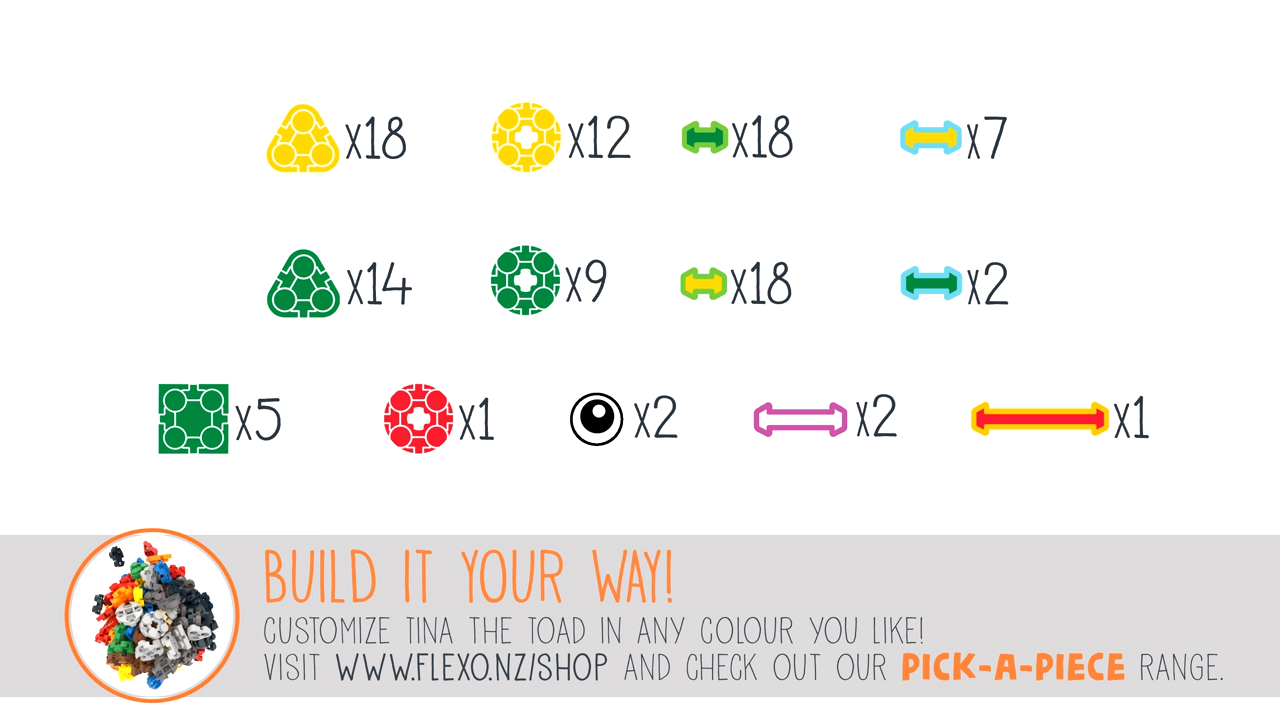 X18 X12 X18 X7
X14 X9 X18 X2
X5 X1 X2 X2 X1
BUILD IT YOUR WAY!
CUSTOMIZE TINA THE TOAD IN ANY COLOUR YOU LIKE!
VISIT WWW.FLEXO.NZ/SHOP AND CHECK OUT OUR PICK-A-PIECE RANGE.